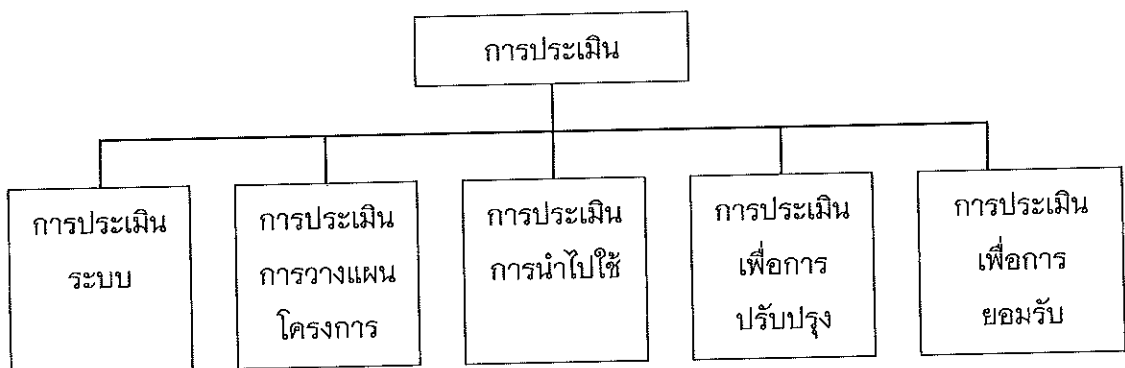 การประเมิน
การประเมิน
ระบบ
การประเมิน
การวางแผน
โครงการ
การประเมิน
การนำไปใช้
การประเมิน
เพื่อการ
ปรับปรุง
การประเมิน
เพื่อการ
ยอมรับ